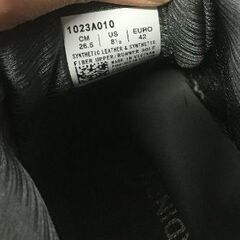 1023A010
CM US EURO
26.5 8½ 42
SYNTHETIC LEATHER & SYNTHETIC
FIBER UPPER/RUBBER SOLE
MADE IN VIETNAM